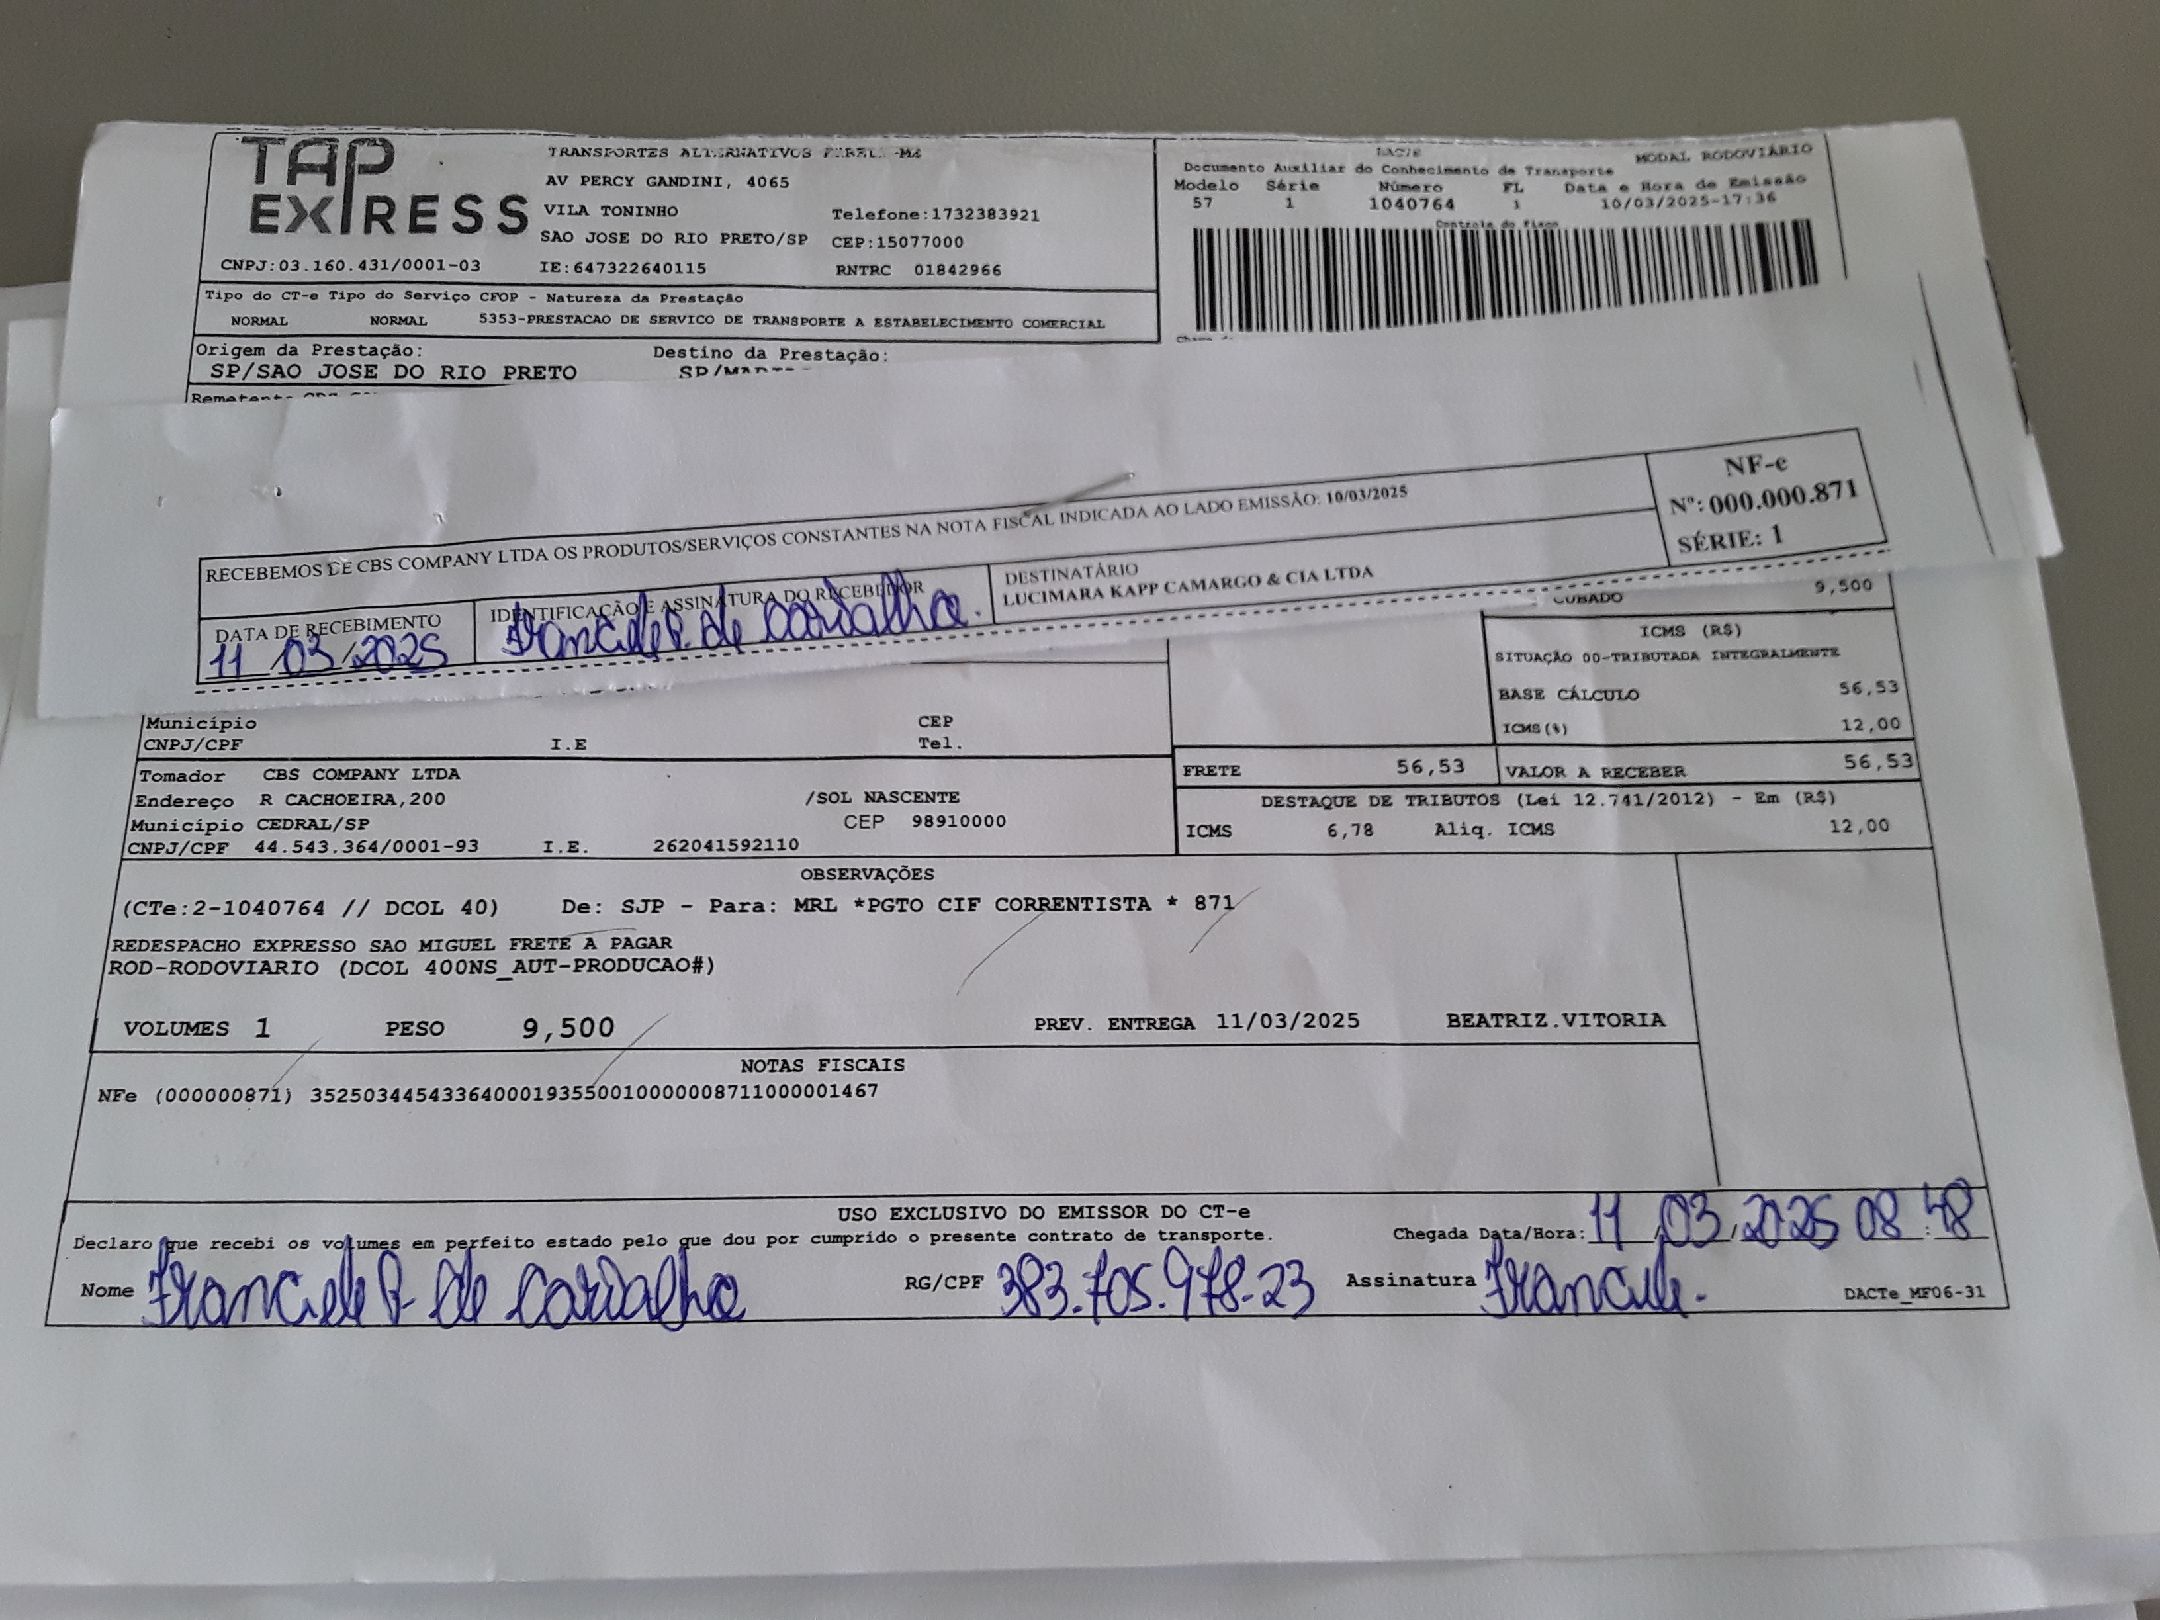 TAP EXPRESS
TRANSPORTES ALTERNATIVOS
AV PERCY GANDINI, 4065
VILA TONINHO Telefone:1732383921
SAO JOSE DO RIO PRETO/SP CEP:15077000
CNPJ:03.160.431/0001-03 IE:647322640115 RNTRC 01842966
Tipo do CT-e Tipo do Serviço CFOP - Natureza da Prestação
NORMAL NORMAL 5353-PRESTACAO DE SERVICO DE TRANSPORTE A ESTABELECIMENTO COMERCIAL
Origem da Prestação: Destino da Prestação:
SP/SAO JOSE DO RIO PRETO
DACTE MODAL RODOVIÁRIO
Documento Auxiliar do Conhecimento de Transporte
Modelo Série Número FL Data e Hora de Emissão
57 1 1040764 1 10/03/2025-17:36
Controle do Fisco
RECEBEMOS DE CBS COMPANY LTDA OS PRODUTOS/SERVIÇOS CONSTANTES NA NOTA FISCAL INDICADA AO LADO EMISSÃO: 10/03/2025
NF-e
Nº: 000.000.871
SÉRIE: 1
DATA DE RECEBIMENTO
11/03/2025
IDENTIFICAÇÃO E ASSINATURA DO RECEBEDOR
Franciele P. de Carvalho.
DESTINATÁRIO
LUCIMARA KAPP CAMARGO & CIA LTDA
CUBADO 9,500
ICMS (R$)
SITUAÇÃO 00-TRIBUTADA INTEGRALMENTE
BASE CÁLCULO 56,53
ICMS(%) 12,00
Município CEP
CNPJ/CPF I.E Tel.
FRETE 56,53 VALOR A RECEBER 56,53
Tomador CBS COMPANY LTDA
Endereço R CACHOEIRA,200 /SOL NASCENTE
Município CEDRAL/SP CEP 98910000
CNPJ/CPF 44.543.364/0001-93 I.E. 262041592110
DESTAQUE DE TRIBUTOS (Lei 12.741/2012) - Em (R$)
ICMS 6,78 Aliq. ICMS 12,00
OBSERVAÇÕES
(CTe:2-1040764 // DCOL 40) De: SJP - Para: MRL *PGTO CIF CORRENTISTA * 871
REDESPACHO EXPRESSO SAO MIGUEL FRETE A PAGAR
ROD-RODOVIARIO (DCOL 400NS_AUT-PRODUCAO#)
VOLUMES 1 PESO 9,500 PREV. ENTREGA 11/03/2025 BEATRIZ.VITORIA
NOTAS FISCAIS
NFe (000000871) 35250344543364000193550010000008711000001467
USO EXCLUSIVO DO EMISSOR DO CT-e
Declaro que recebi os volumes em perfeito estado pelo que dou por cumprido o presente contrato de transporte. Chegada Data/Hora: 11/03/2025 08:48
Nome Franciele P. de Carvalho RG/CPF 383.705.978-23 Assinatura Franciele.
DACTe_MF06-31